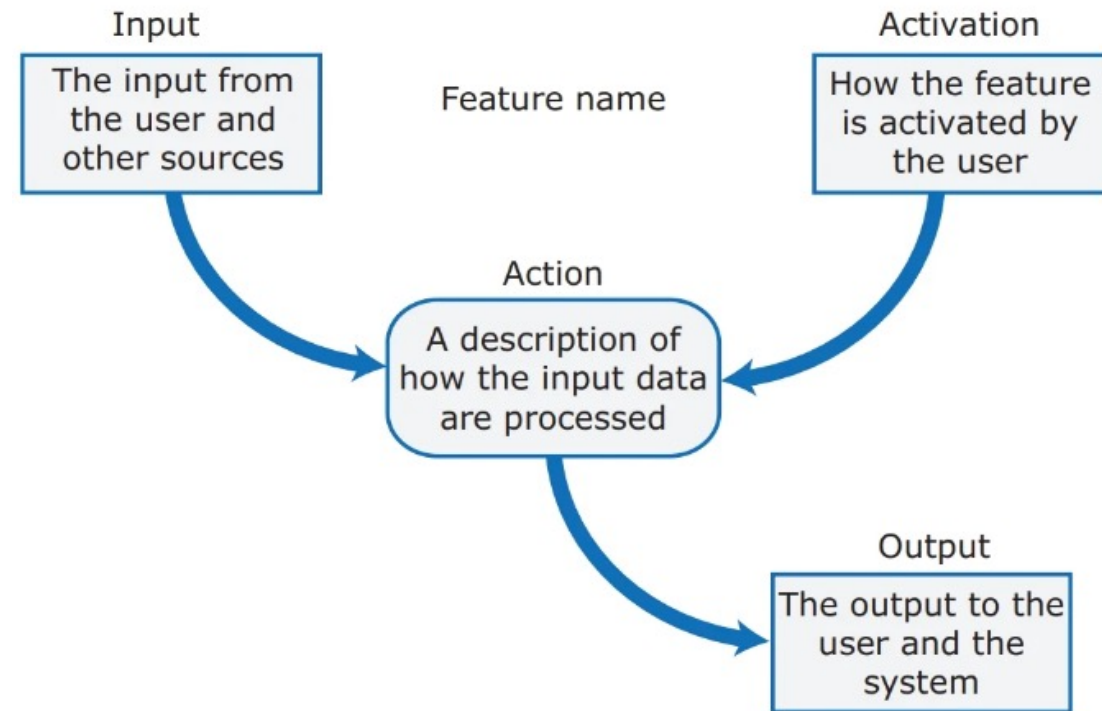 Input
The input from
the user and
other sources
Feature name
Activation
How the feature
is activated by
the user
Action
A description of
how the input data
are processed
Output
The output to the
user and the
system